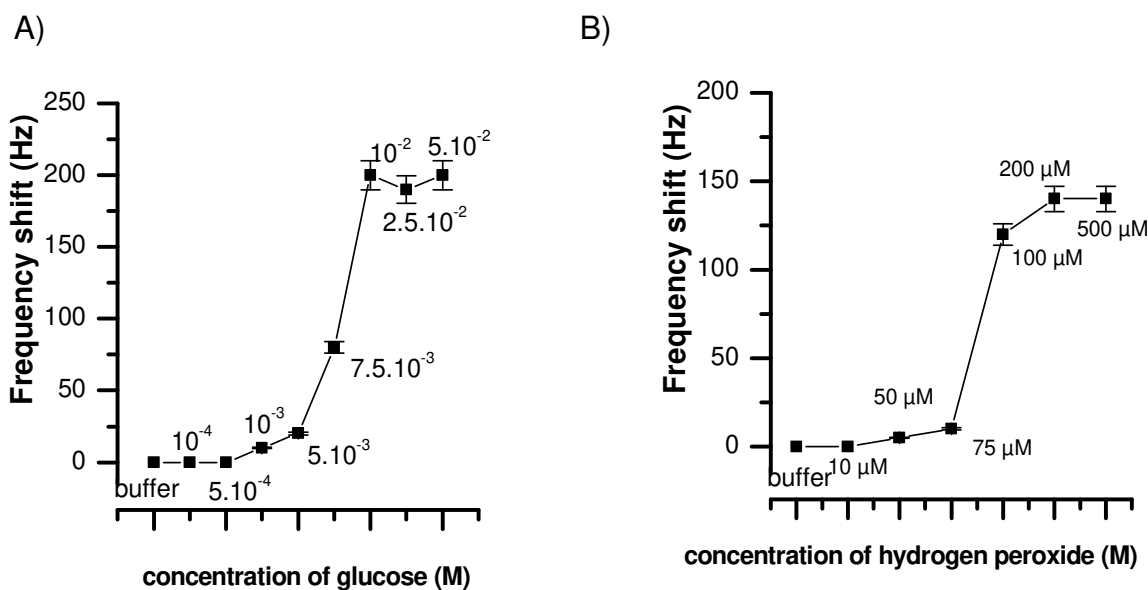 A)
250
200
150
100
50
0
Frequency shift (Hz)
buffer
10⁻⁴
5.10⁻⁴
10⁻³
5.10⁻³
7.5.10⁻³
10⁻²
2.5.10⁻²
5.10⁻²
concentration of glucose (M)
B)
200
150
100
50
0
Frequency shift (Hz)
buffer
10 µM
50 µM
75 µM
100 µM
200 µM
500 µM
concentration of hydrogen peroxide (M)